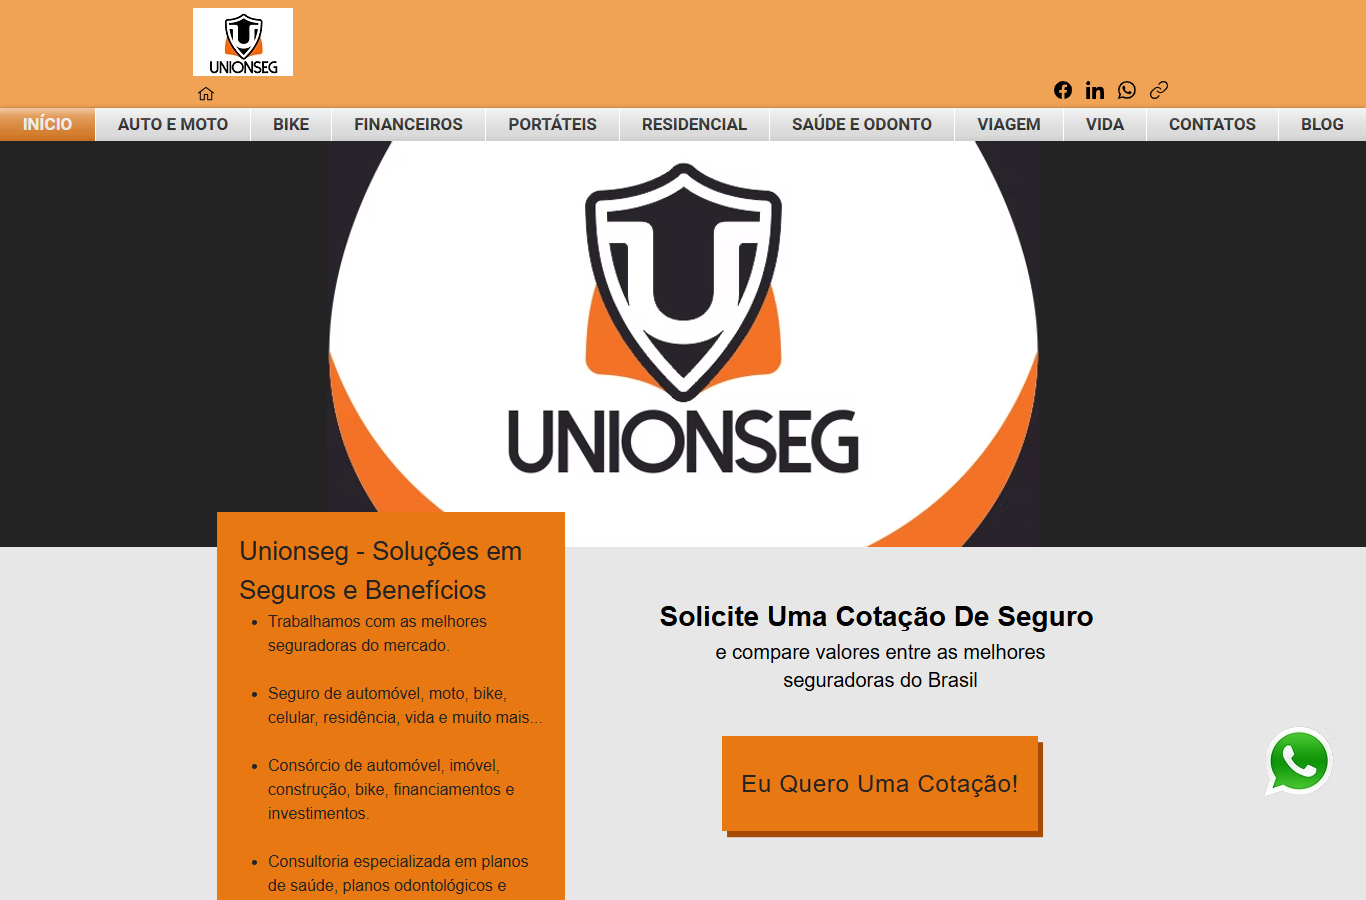 UNIONSEG
INÍCIO
AUTO E MOTO
BIKE
FINANCEIROS
PORTÁTEIS
RESIDENCIAL
SAÚDE E ODONTO
VIAGEM
VIDA
CONTATOS
BLOG
UNIONSEG
Unionseg - Soluções em
Seguros e Benefícios
Trabalhamos com as melhores
seguradoras do mercado.
Seguro de automóvel, moto, bike,
celular, residência, vida e muito mais...
Consórcio de automóvel, imóvel,
construção, bike, financiamentos e
investimentos.
Consultoria especializada em planos
de saúde, planos odontológicos e
Solicite Uma Cotação De Seguro
e compare valores entre as melhores
seguradoras do Brasil
Eu Quero Uma Cotação!